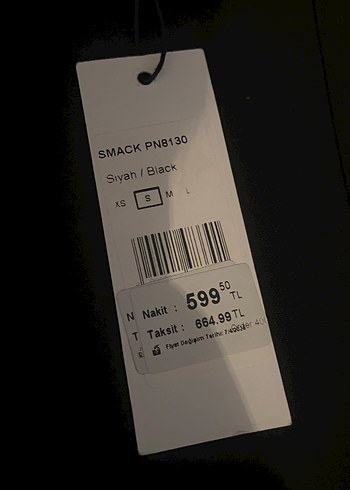 SMACK PN8130
Siyah / Black
XS S M L
Nakit : 599 50 TL
Taksit : 664.99 TL
Fiyat Değişim Tarihi: